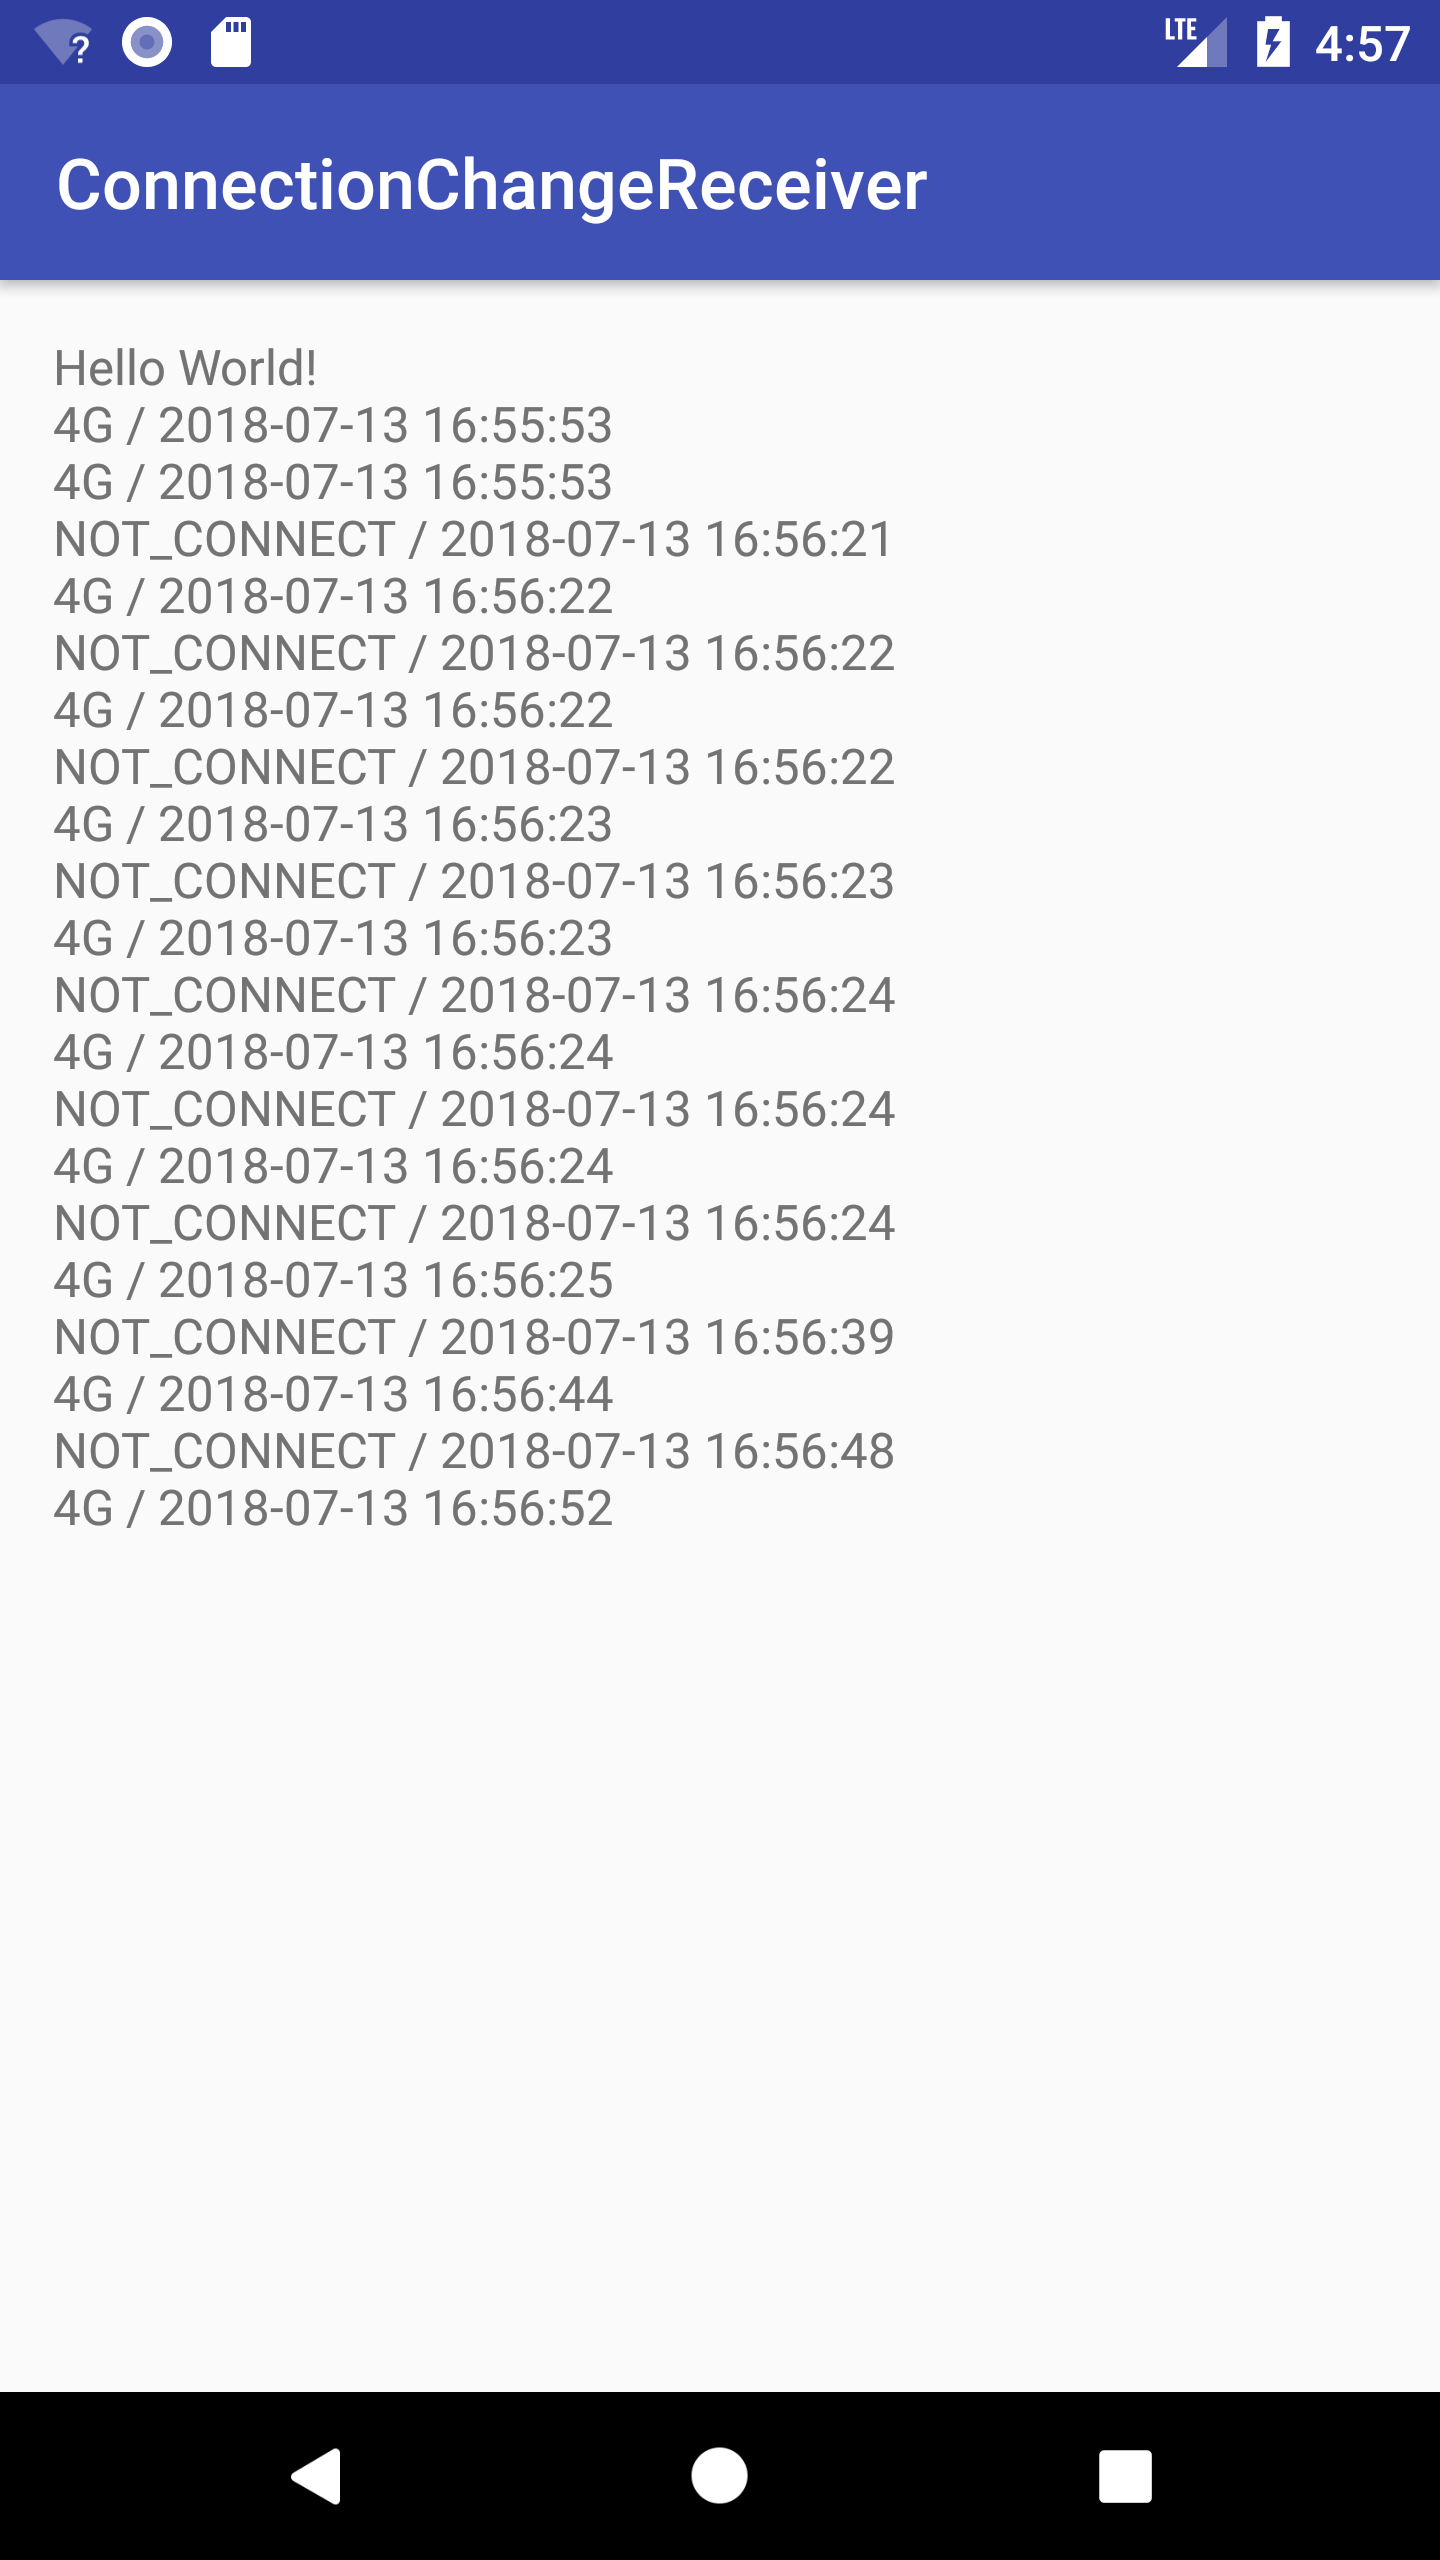 LTE 4:57
ConnectionChangeReceiver
Hello World!
4G / 2018-07-13 16:55:53
4G / 2018-07-13 16:55:53
NOT_CONNECT / 2018-07-13 16:56:21
4G / 2018-07-13 16:56:22
NOT_CONNECT / 2018-07-13 16:56:22
4G / 2018-07-13 16:56:22
NOT_CONNECT / 2018-07-13 16:56:22
4G / 2018-07-13 16:56:23
NOT_CONNECT / 2018-07-13 16:56:23
4G / 2018-07-13 16:56:23
NOT_CONNECT / 2018-07-13 16:56:24
4G / 2018-07-13 16:56:24
NOT_CONNECT / 2018-07-13 16:56:24
4G / 2018-07-13 16:56:24
NOT_CONNECT / 2018-07-13 16:56:24
4G / 2018-07-13 16:56:25
NOT_CONNECT / 2018-07-13 16:56:39
4G / 2018-07-13 16:56:44
NOT_CONNECT / 2018-07-13 16:56:48
4G / 2018-07-13 16:56:52